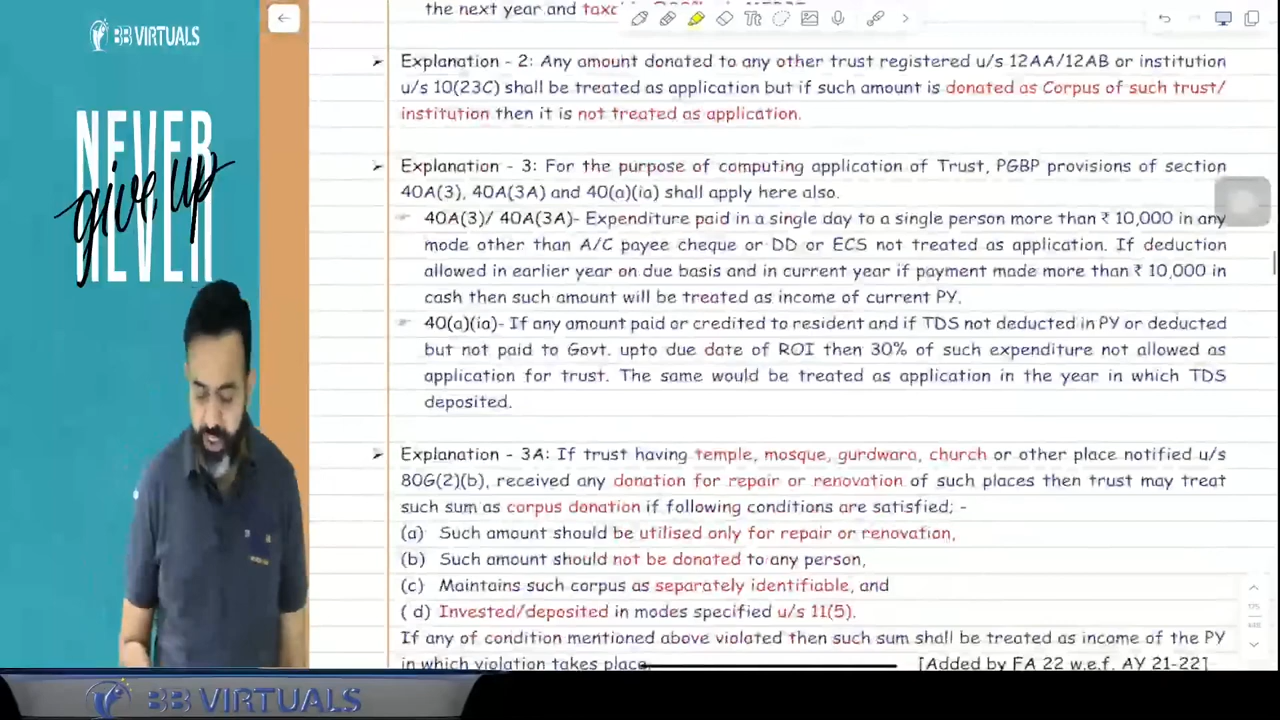 BB VIRTUALS
NEVER
give up
NEVER
the next year and
Explanation - 2: Any amount donated to any other trust registered u/s 12AA/12AB or institution
u/s 10(23C) shall be treated as application but if such amount is donated as Corpus of such trust/
institution then it is not treated as application.
Explanation - 3: For the purpose of computing application of Trust, PGBP provisions of section
40A(3), 40A(3A) and 40(a)(ia) shall apply here also.
40A(3)/ 40A(3A)- Expenditure paid in a single day to a single person more than ₹ 10,000 in any
mode other than A/C payee cheque or DD or ECS not treated as application. If deduction
allowed in earlier year on due basis and in current year if payment made more than ₹ 10,000 in
cash then such amount will be treated as income of current PY.
40(a)(ia)- If any amount paid or credited to resident and if TDS not deducted in PY or deducted
but not paid to Govt. upto due date of ROI then 30% of such expenditure not allowed as
application for trust. The same would be treated as application in the year in which TDS
deposited.
Explanation - 3A: If trust having temple, mosque, gurdwara, church or other place notified u/s
80G(2)(b), received any donation for repair or renovation of such places then trust may treat
such sum as corpus donation if following conditions are satisfied; -
(a) Such amount should be utilised only for repair or renovation,
(b) Such amount should not be donated to any person,
(c) Maintains such corpus as separately identifiable, and
( d) Invested/deposited in modes specified u/s 11(5).
If any of condition mentioned above violated then such sum shall be treated as income of the PY
in which violation takes place. [Added by FA 22 w.e.f. AY 21-22]
BB VIRTUALS